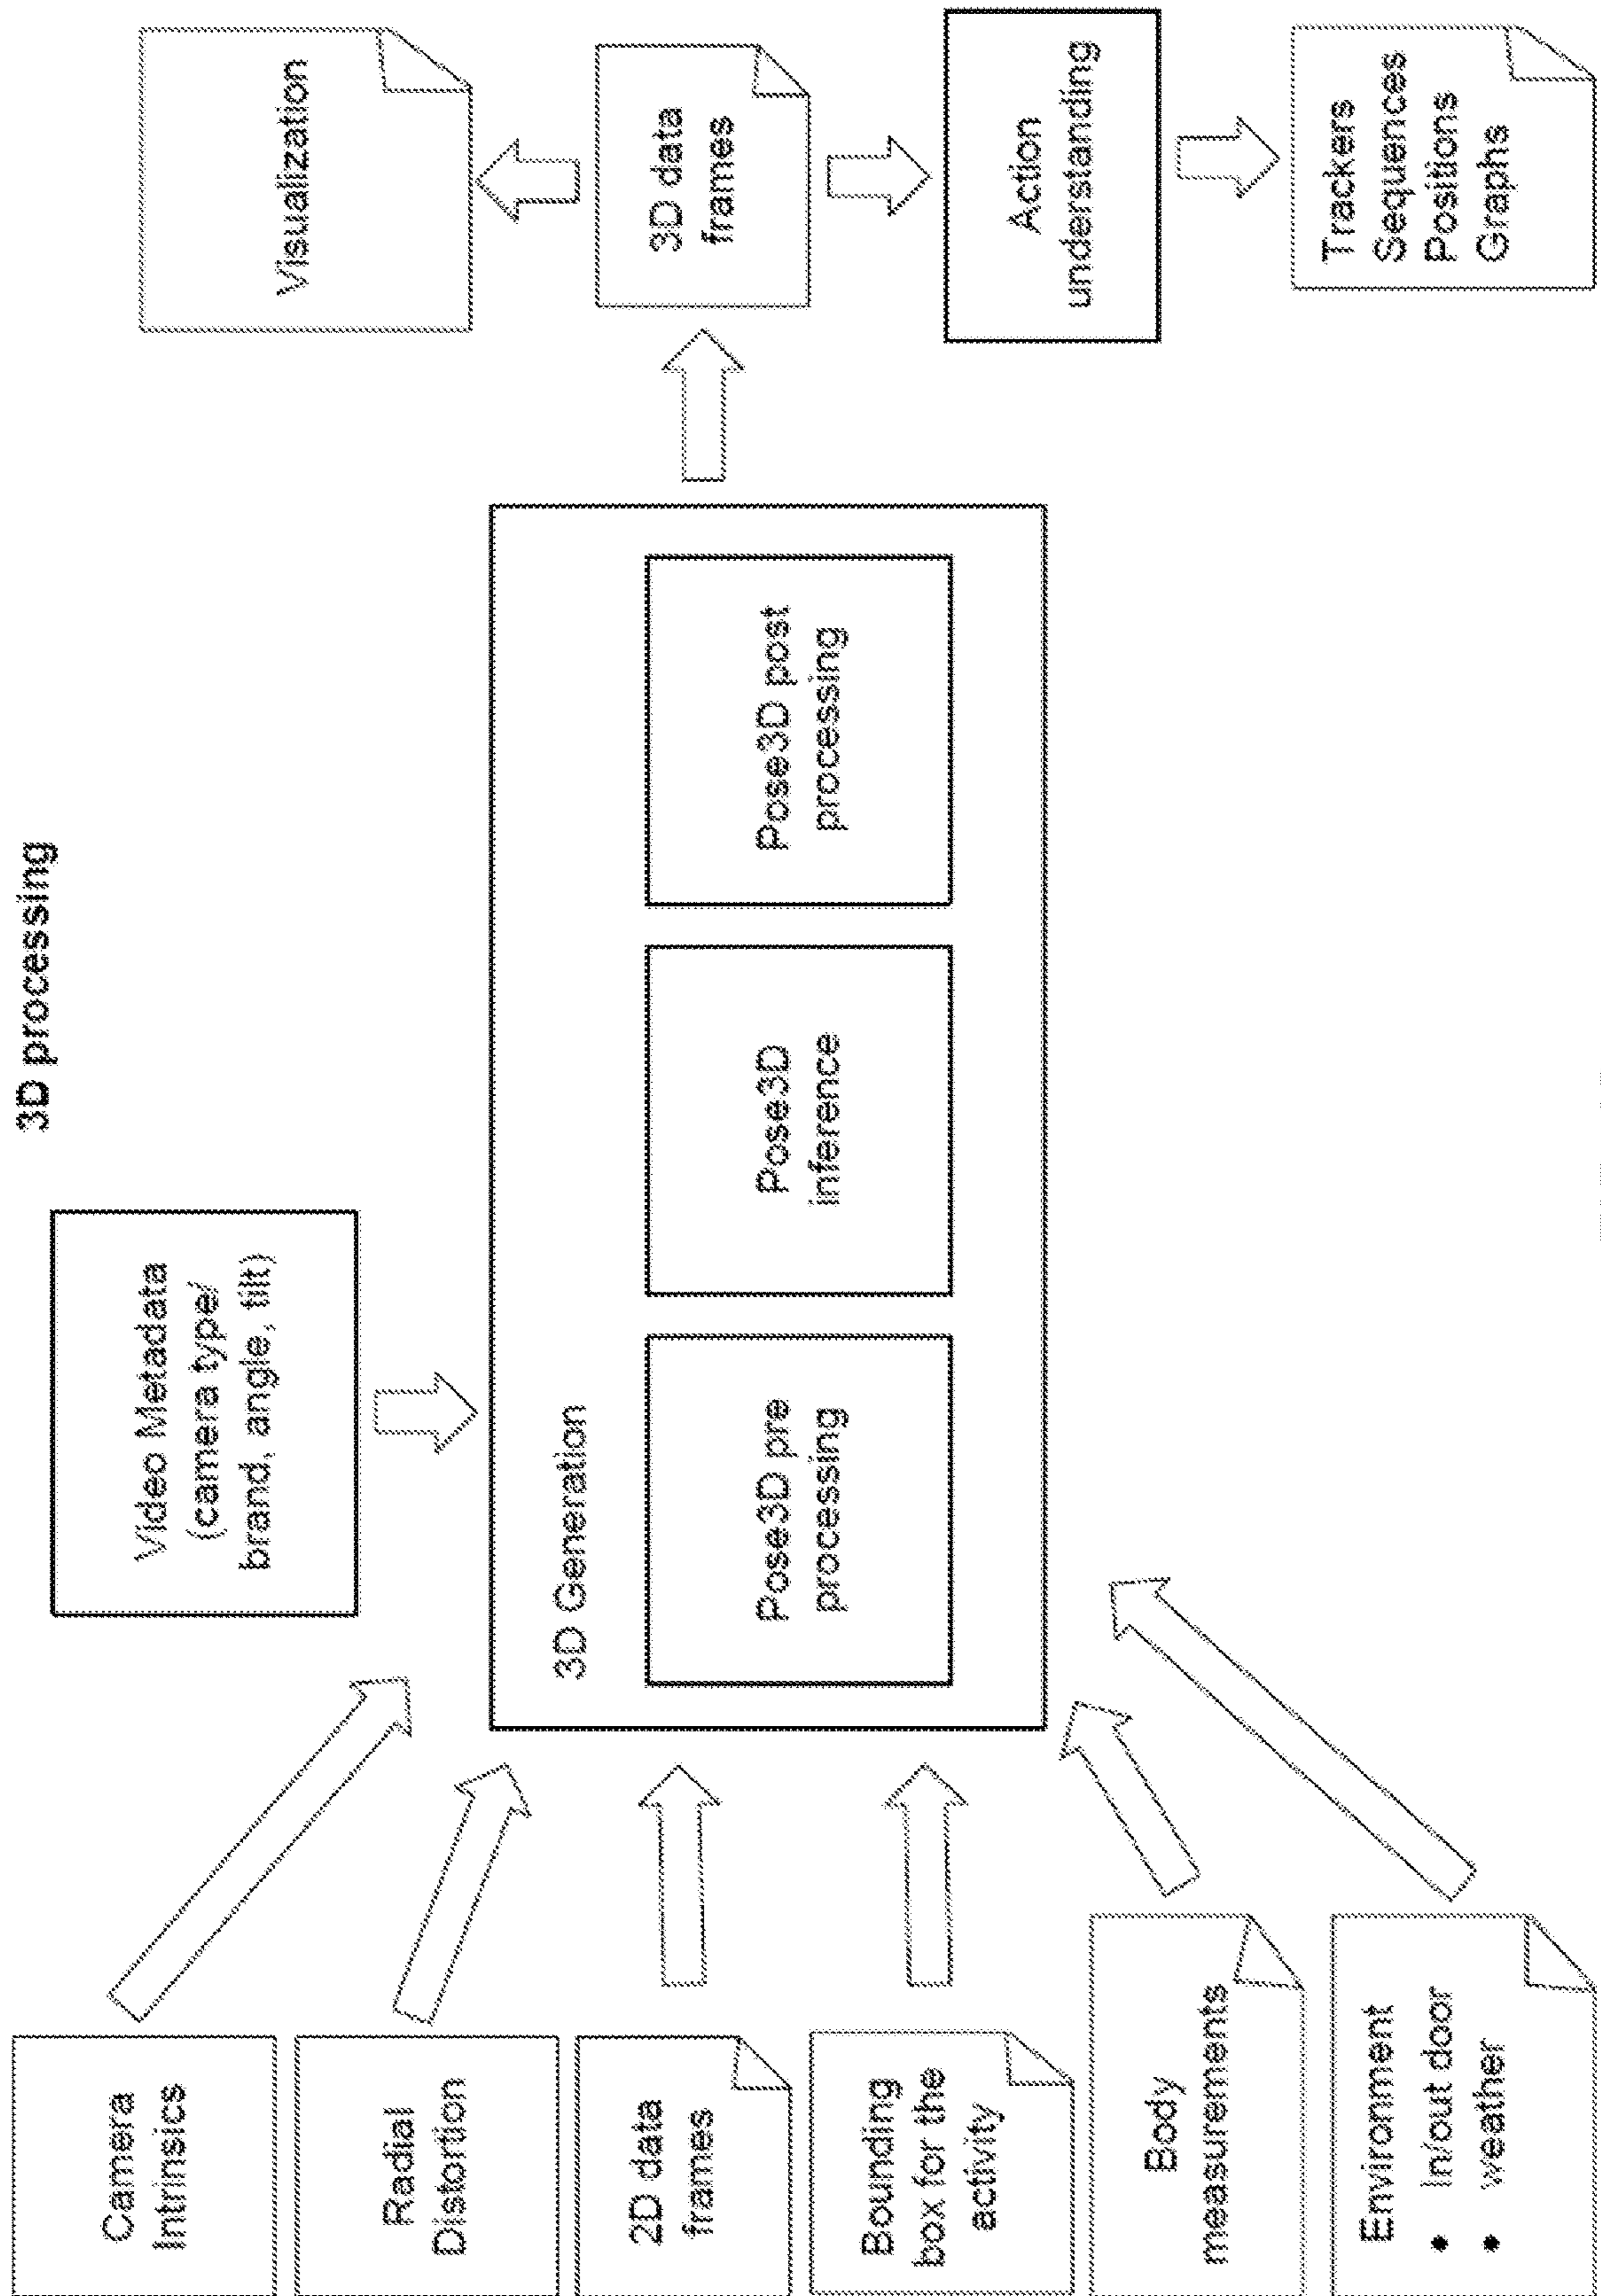 3D processing
Camera
Intrinsics
Radial
Distortion
2D data
frames
Bounding
box for the
activity
Body
measurements
Environment
• In/out door
• weather
Video Metadata
(camera type/
brand, angle, tilt)
3D Generation
Pose3D pre
processing
Pose3D
inference
Pose3D post
processing
Visualization
3D data
frames
Action
understanding
Trackers
Sequences
Positions
Graphs